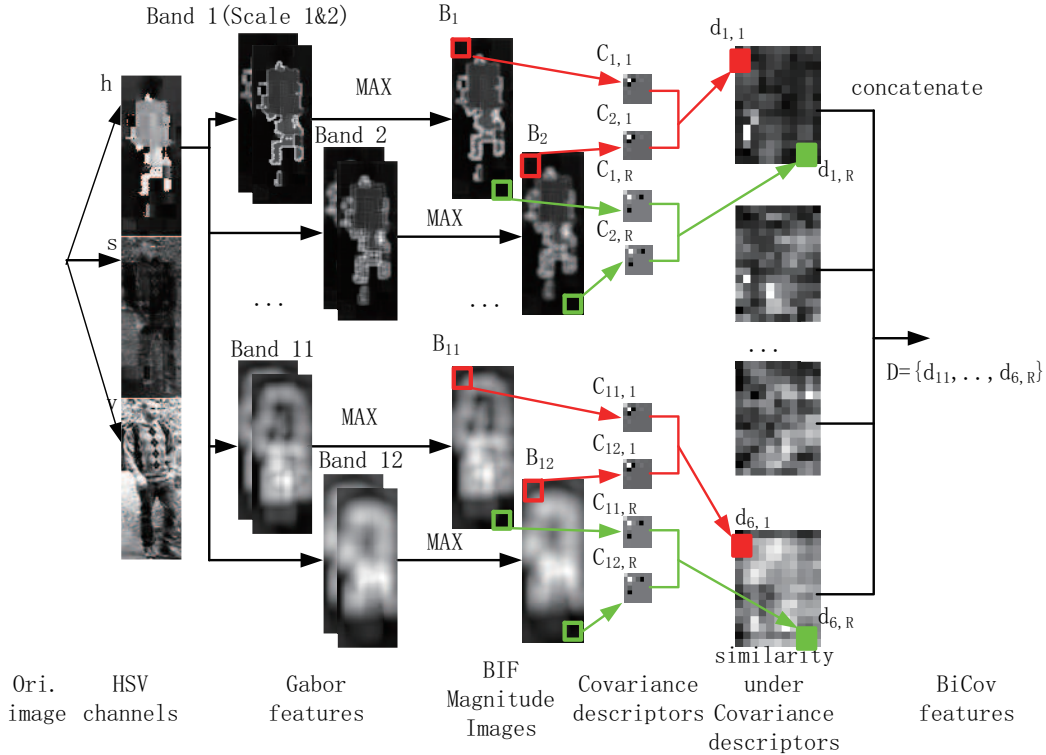 Band 1(Scale 1&2)
B1
d1,1
h
C1,1
MAX
concatenate
C2,1
Band 2
B2
C1,R
d1,R
MAX
C2,R
s
...
...
...
Band 11
B11
D={d11,..,d6,R}
C11,1
v
MAX
C12,1
Band 12
B12
C11,R
d6,1
MAX
C12,R
d6,R
Ori.
image
HSV
channels
Gabor
features
BIF
Magnitude
Images
Covariance
descriptors
similarity
under
Covariance
descriptors
BiCov
features